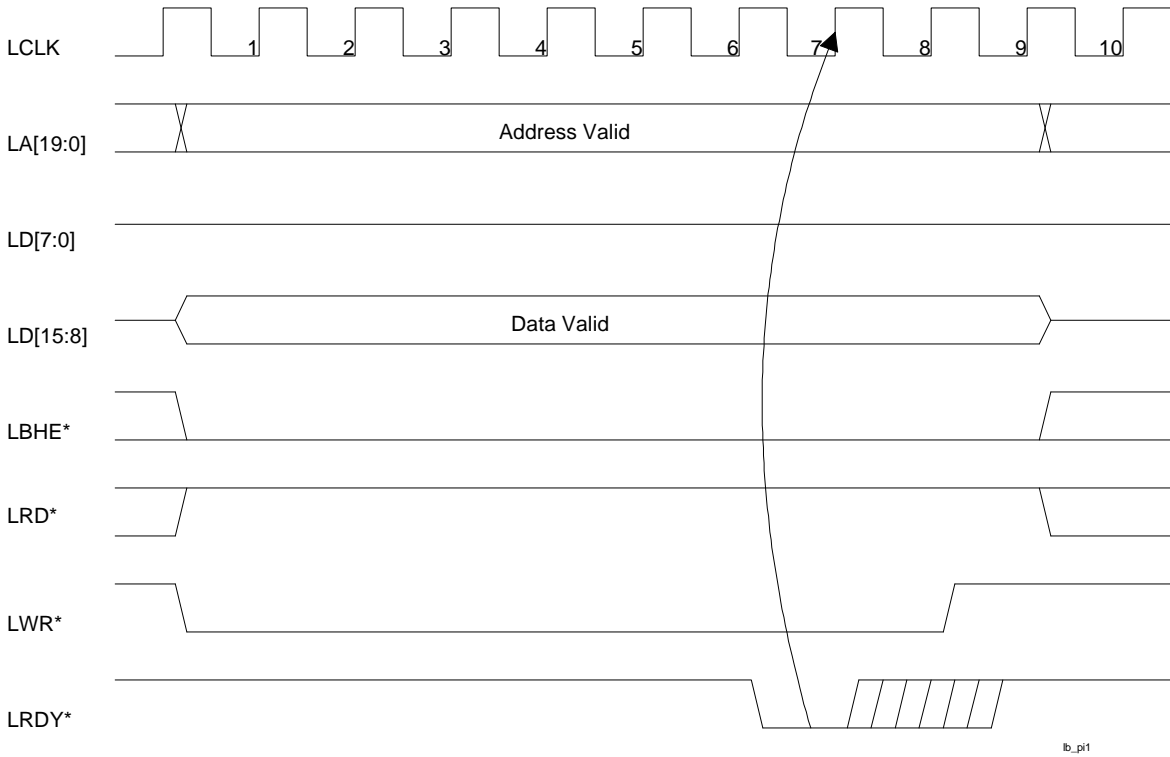 LCLK 1 2 3 4 5 6 7 8 9 10
LA[19:0] Address Valid
LD[7:0]
LD[15:8] Data Valid
LBHE*
LRD*
LWR*
LRDY*
lb_pi1